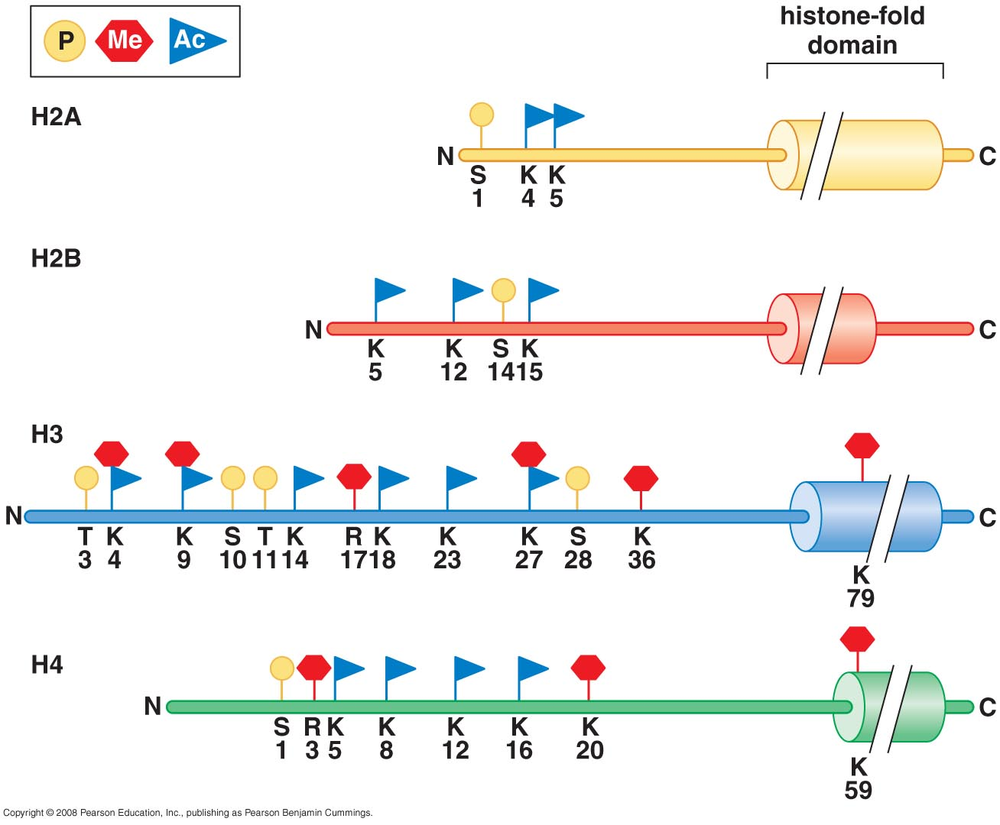 P Me Ac
histone-fold
domain
H2A
N C
S K K
1 4 5
H2B
N C
K K S K
5 12 14 15
H3
N C
T K K S T K R K K K S K
3 4 9 10 11 14 17 18 23 27 28 36
K
79
H4
N C
S R K K K K K
1 3 5 8 12 16 20
K
59
Copyright © 2008 Pearson Education, Inc., publishing as Pearson Benjamin Cummings.